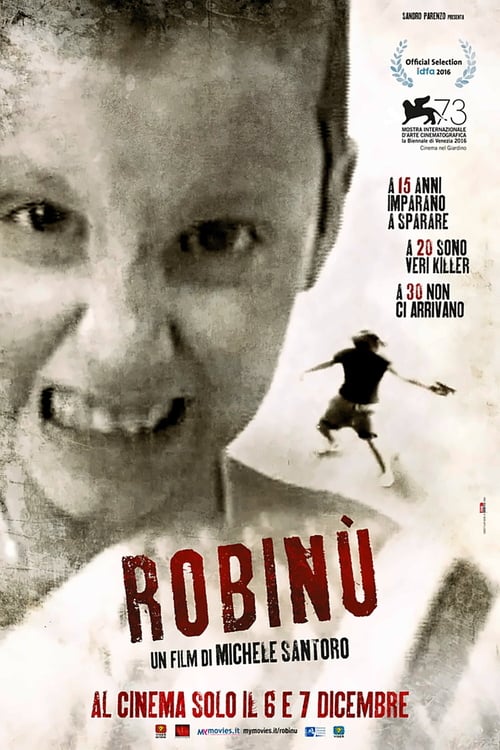 SANDRO PARENZO PRESENTA
Official Selection
idfa 2016
73
MOSTRA INTERNAZIONALE
D'ARTE CINEMATOGRAFICA
la Biennale di Venezia 2016
Cinema nel Giardino
A 15 ANNI
IMPARANO
A SPARARE
A 20 SONO
VERI KILLER
A 30 NON
CI ARRIVANO
ROBINÙ
UN FILM DI MICHELE SANTORO
AL CINEMA SOLO IL 6 E 7 DICEMBRE
MYmovies.it
mymovies.it/robinu